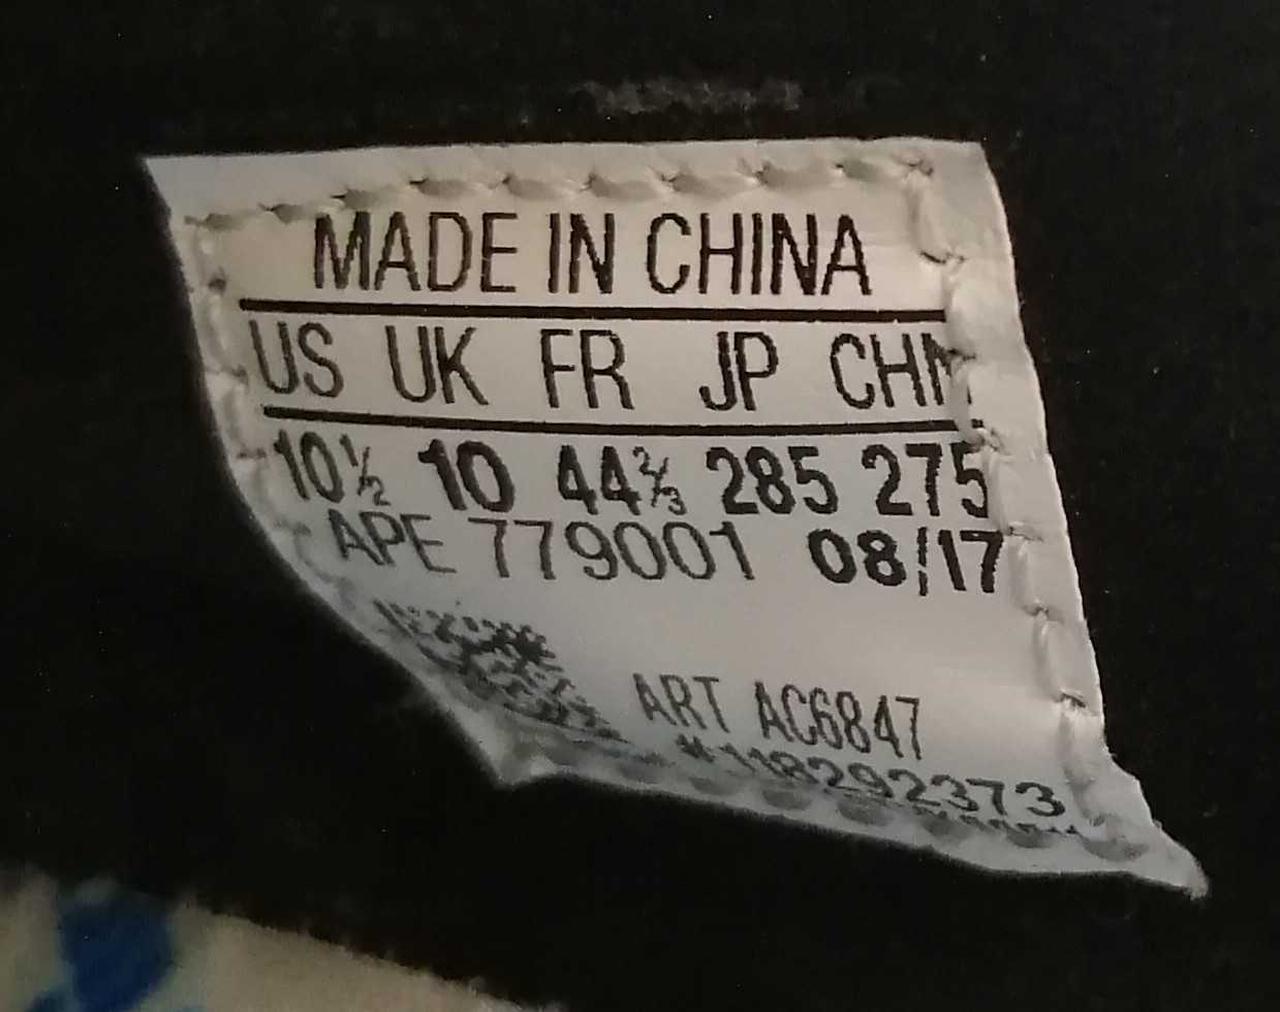 MADE IN CHINA
US UK FR JP CHN
10½ 10 44⅔ 285 275
APE 779001 08/17
ART AC6847
#118292373